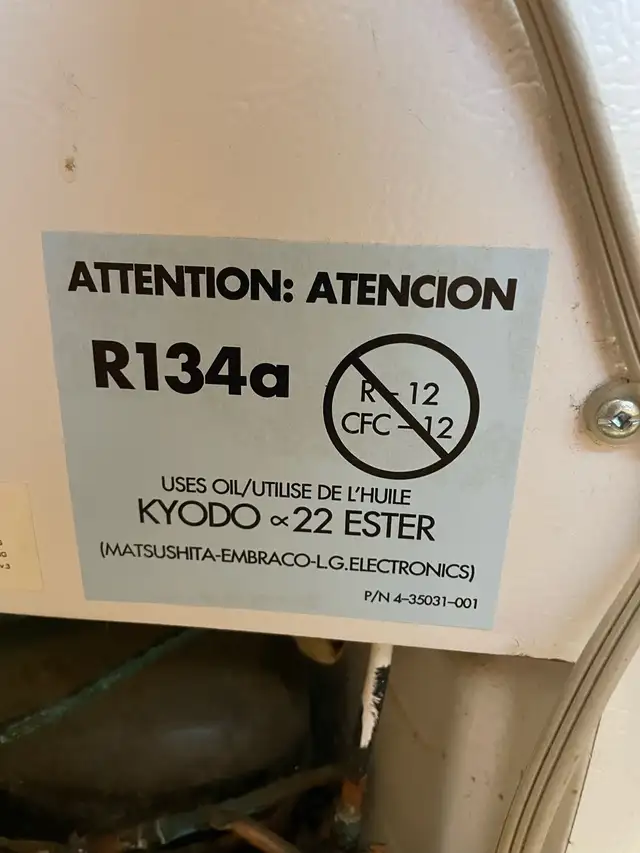 ATTENTION: ATENCION
R134a
R - 12
CFC - 12
USES OIL/UTILISE DE L'HUILE
KYODO ∝22 ESTER
(MATSUSHITA-EMBRACO-L.G.ELECTRONICS)
P/N 4-35031-001